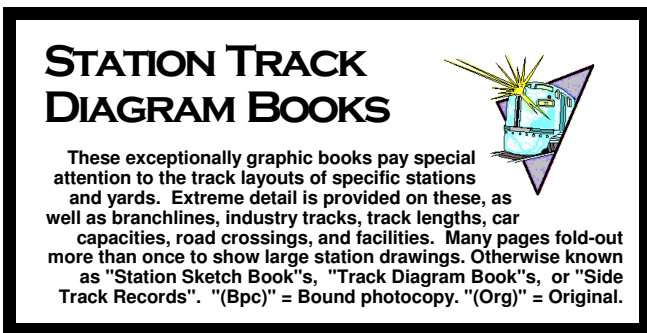 STATION TRACK
DIAGRAM BOOKS
These exceptionally graphic books pay special
attention to the track layouts of specific stations
and yards.  Extreme detail is provided on these, as
well as branchlines, industry tracks, track lengths, car
capacities, road crossings, and facilities.  Many pages fold-out
more than once to show large station drawings. Otherwise known
as "Station Sketch Book"s,  "Track Diagram Book"s,  or "Side
Track Records".  "(Bpc)" = Bound photocopy. "(Org)" = Original.